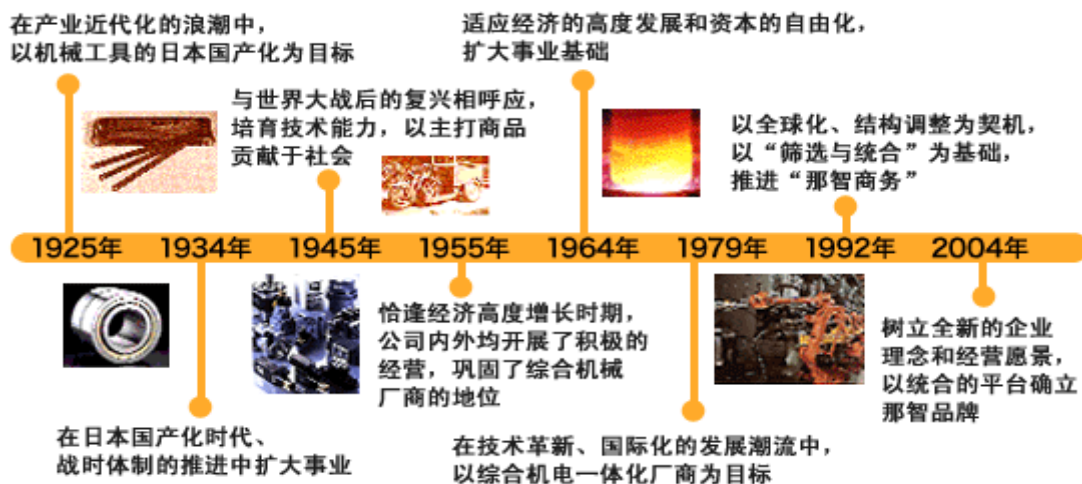 在产业近代化的浪潮中，
以机械工具的日本国产化为目标
适应经济的高度发展和资本的自由化，
扩大事业基础
与世界大战后的复兴相呼应，
培育技术能力，以主打商品
贡献于社会
以全球化、结构调整为契机，
以“筛选与统合”为基础，
推进“那智商务”
1925年 1934年 1945年 1955年 1964年 1979年 1992年 2004年
恰逢经济高度增长时期，
公司内外均开展了积极的
经营，巩固了综合机械
厂商的地位
树立全新的企业
理念和经营愿景，
以统合的平台确立
那智品牌
在日本国产化时代、
战时体制的推进中扩大事业
在技术革新、国际化的发展潮流中，
以综合机电一体化厂商为目标